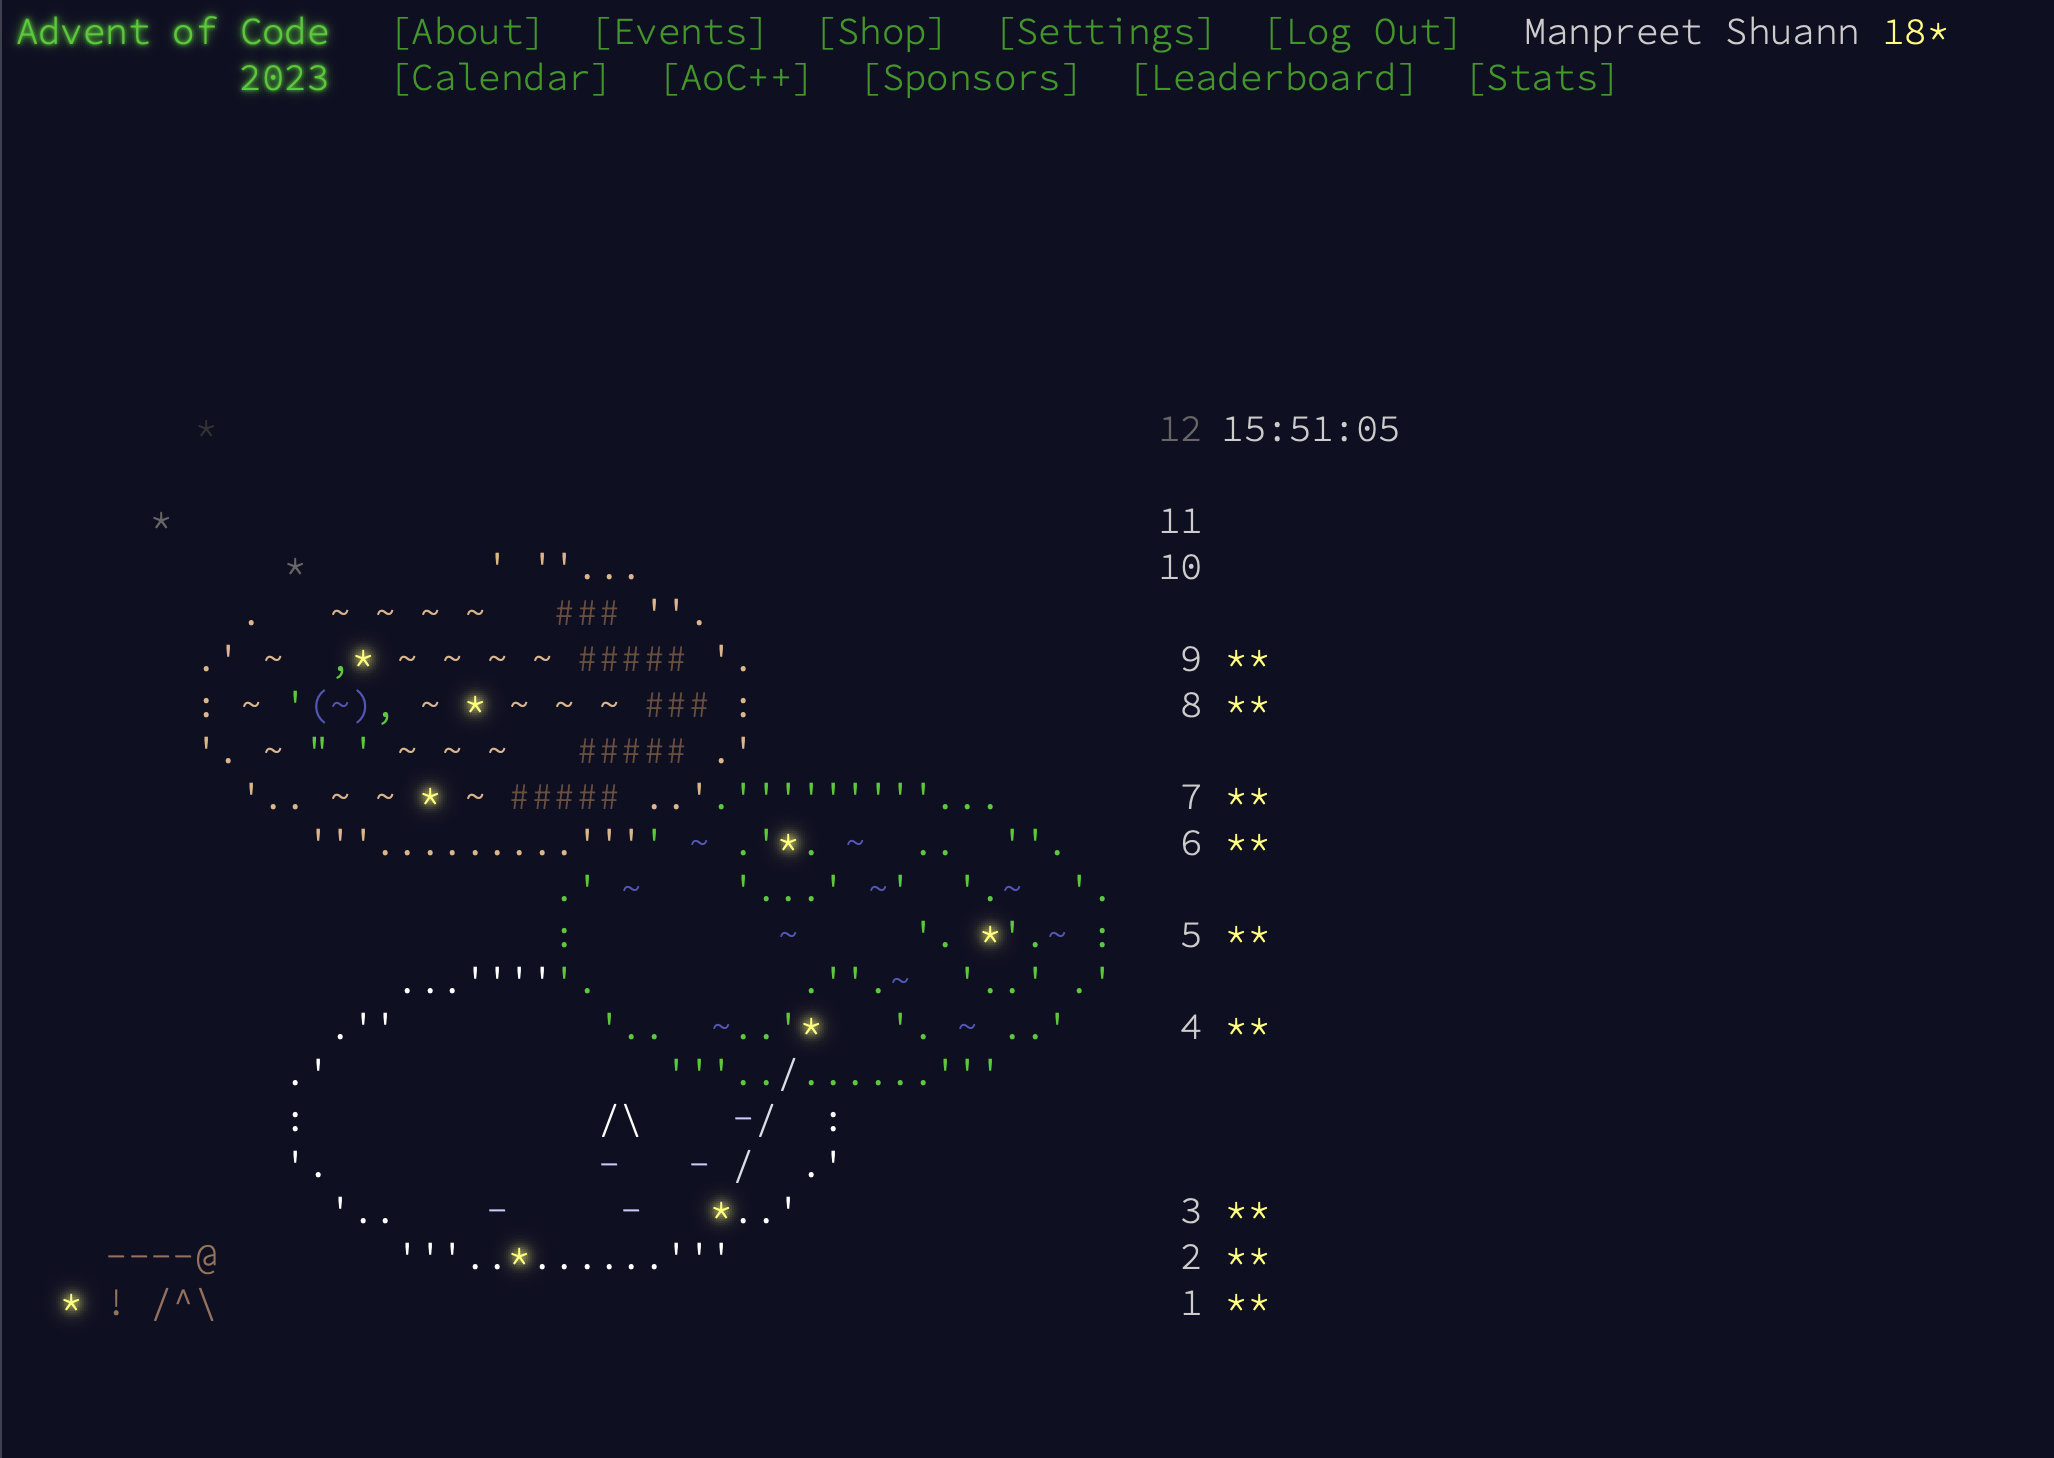 Advent of Code [About] [Events] [Shop] [Settings] [Log Out] Manpreet Shuann 18*
2023 [Calendar] [AoC++] [Sponsors] [Leaderboard] [Stats]
* 12 15:51:05
* 11
* ' ''... 10
. ~ ~ ~ ~ ### ''.
.' ~ ,* ~ ~ ~ ~ ##### '. 9 **
: ~ '(~), ~ * ~ ~ ~ ### : 8 **
'. ~ " ' ~ ~ ~ ##### .'
'.. ~ ~ * ~ ##### ..'.'''''''''... 7 **
'''.........'''' ~ .'*. ~ .. ''. 6 **
.' ~ '...' ~' '.~ '.
: ~ '. *'.~ : 5 **
...'''''. .''.~ '..' .'
.'' '.. ~..'* '. ~ ..' 4 **
.' '''../......'''
: /\ -/ :
'. - - / .'
'.. - - *..' 3 **
----@ '''..*......''' 2 **
* ! /^\ 1 **